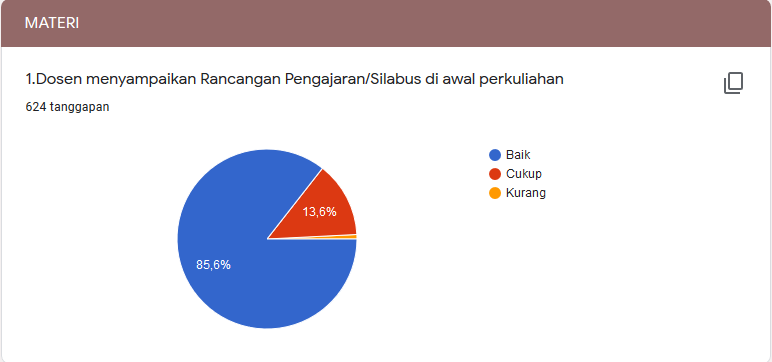 MATERI
1.Dosen menyampaikan Rancangan Pengajaran/Silabus di awal perkuliahan
624 tanggapan
Baik
Cukup
Kurang
13,6%
85,6%